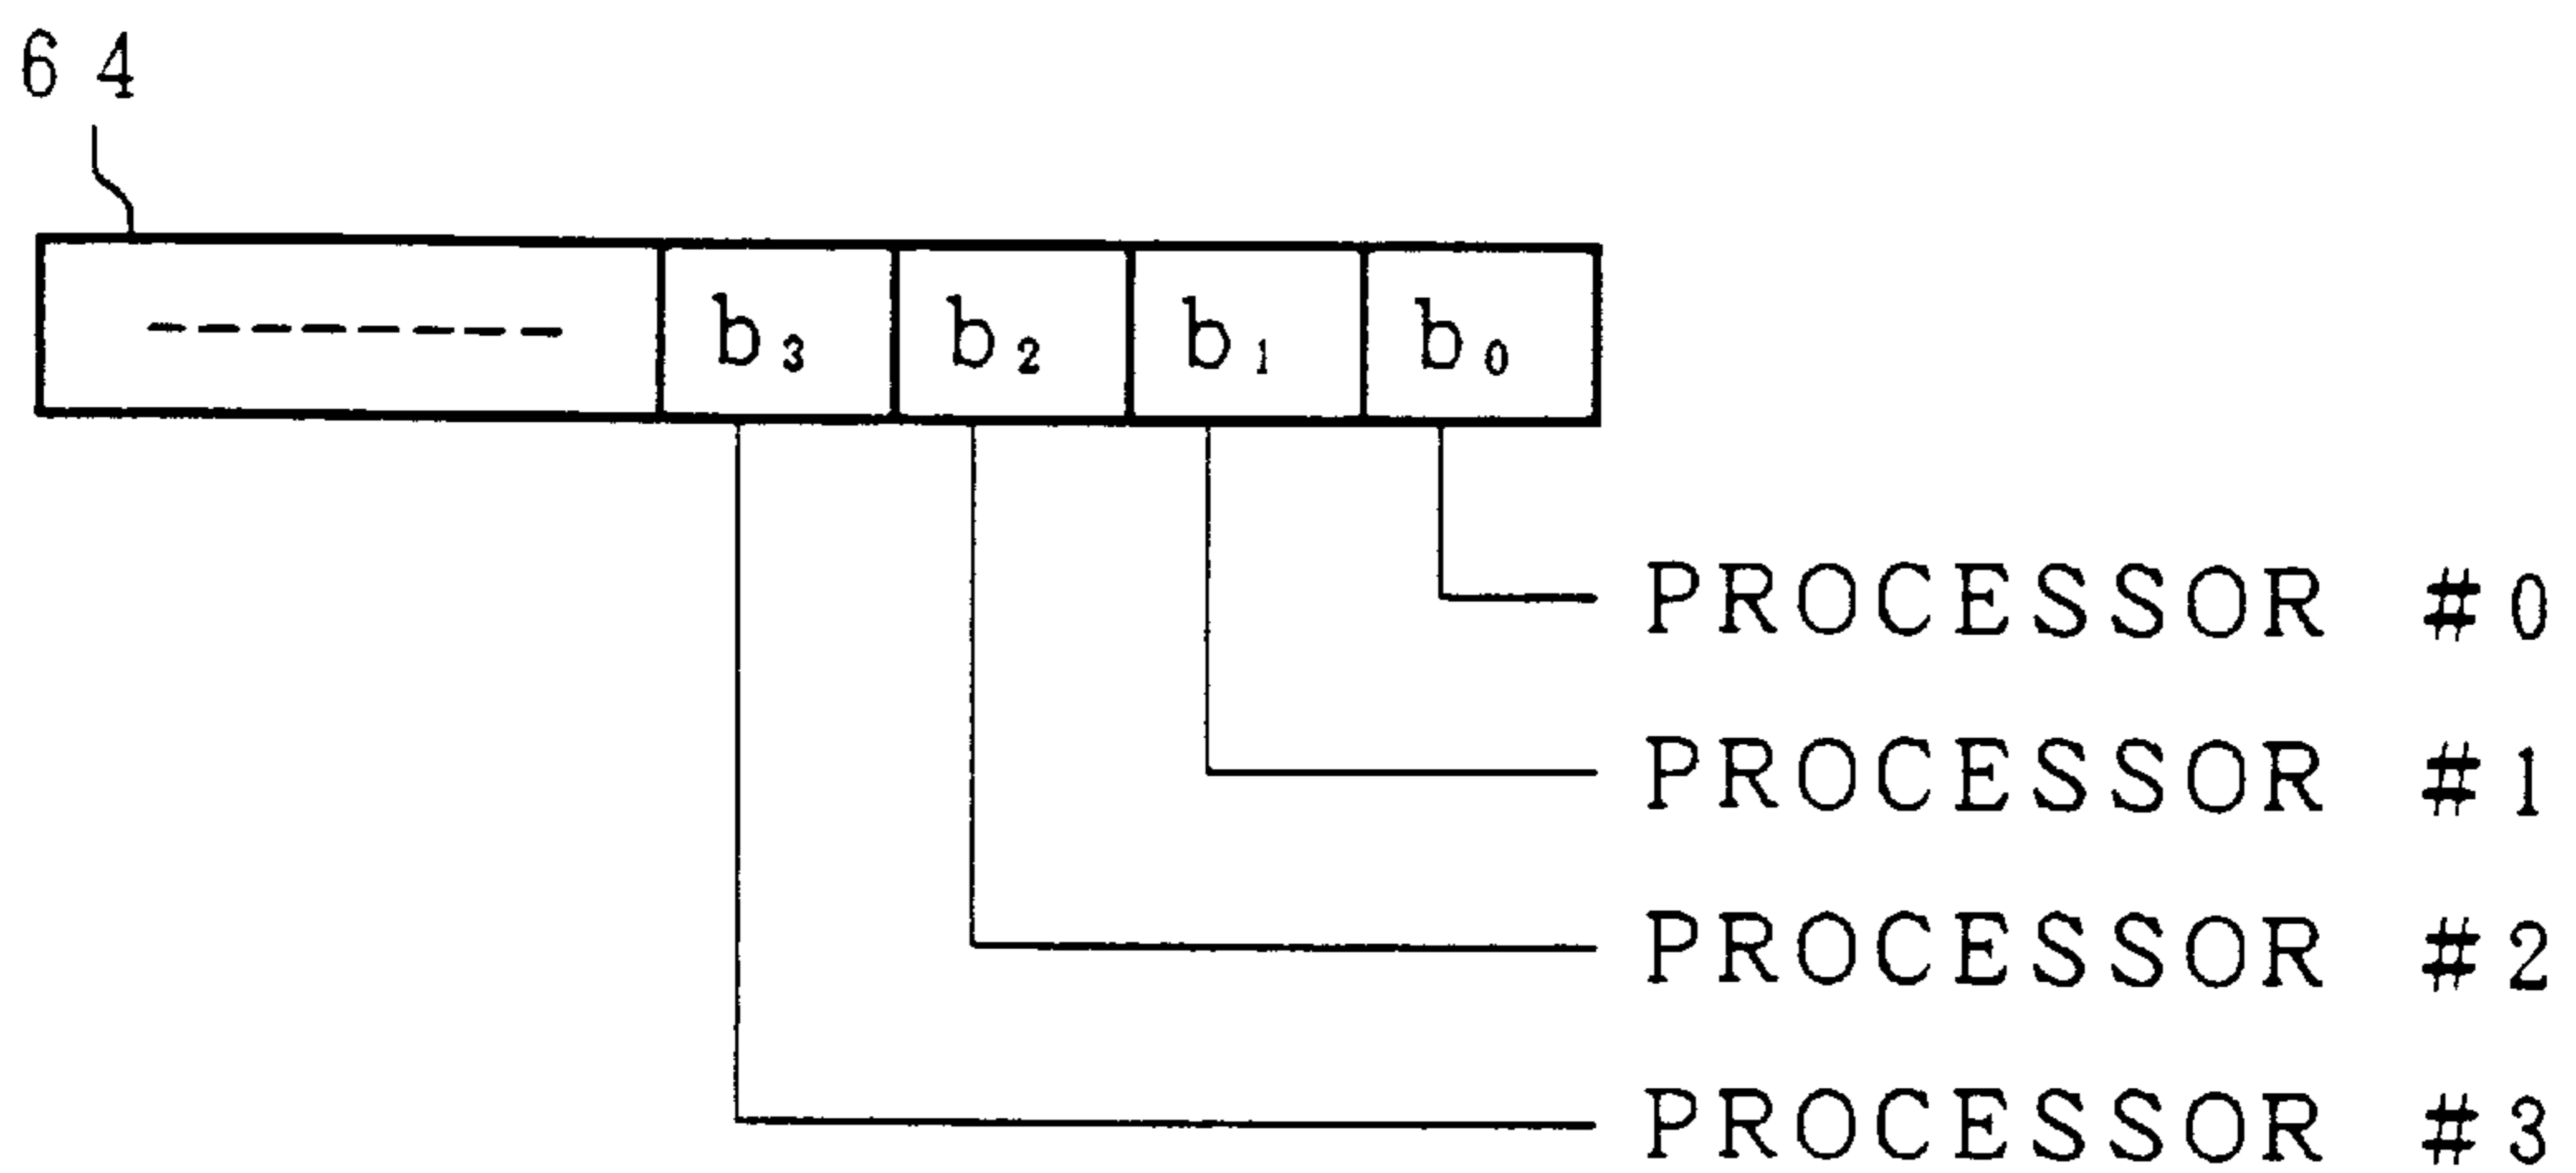 64
b₃ b₂ b₁ b₀
PROCESSOR #0
PROCESSOR #1
PROCESSOR #2
PROCESSOR #3